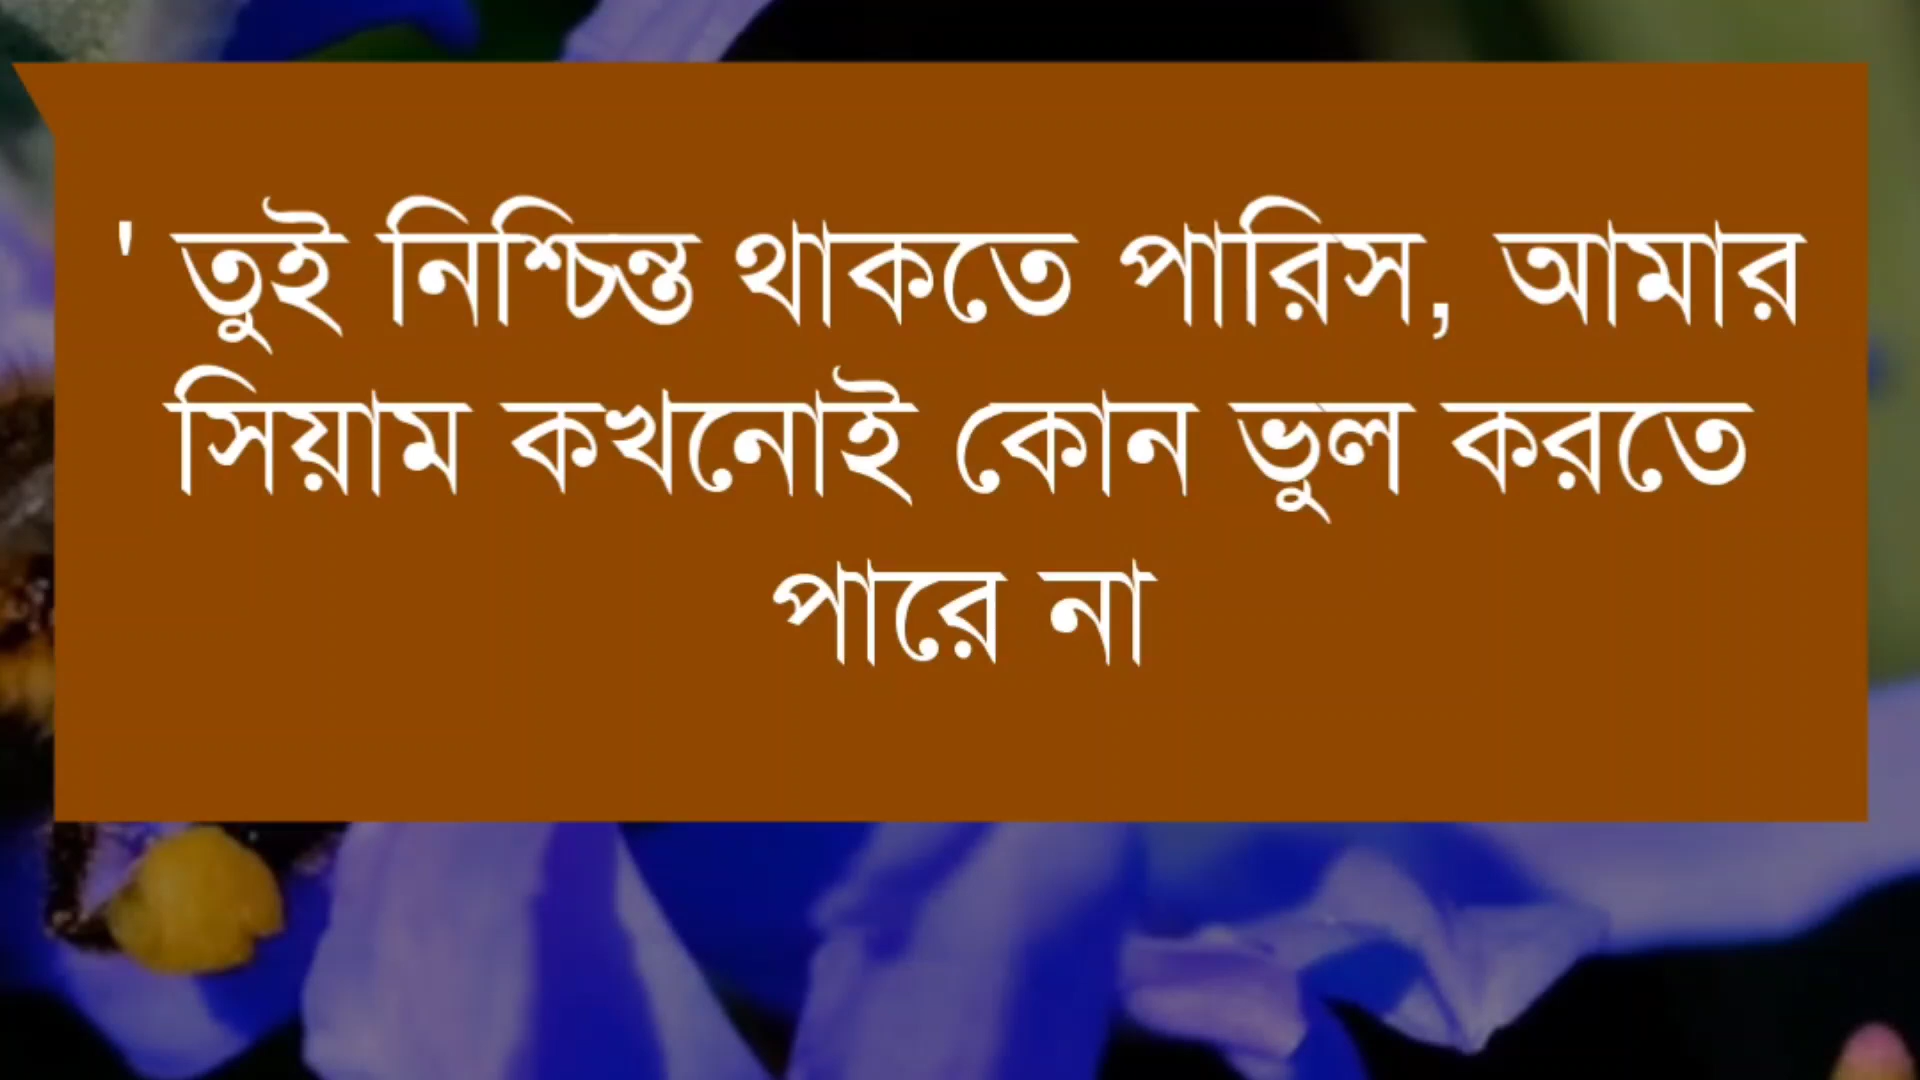 ' তুই নিশ্চিন্ত থাকতে পারিস, আমার
সিয়াম কখনোই কোন ভুল করতে
পারে না